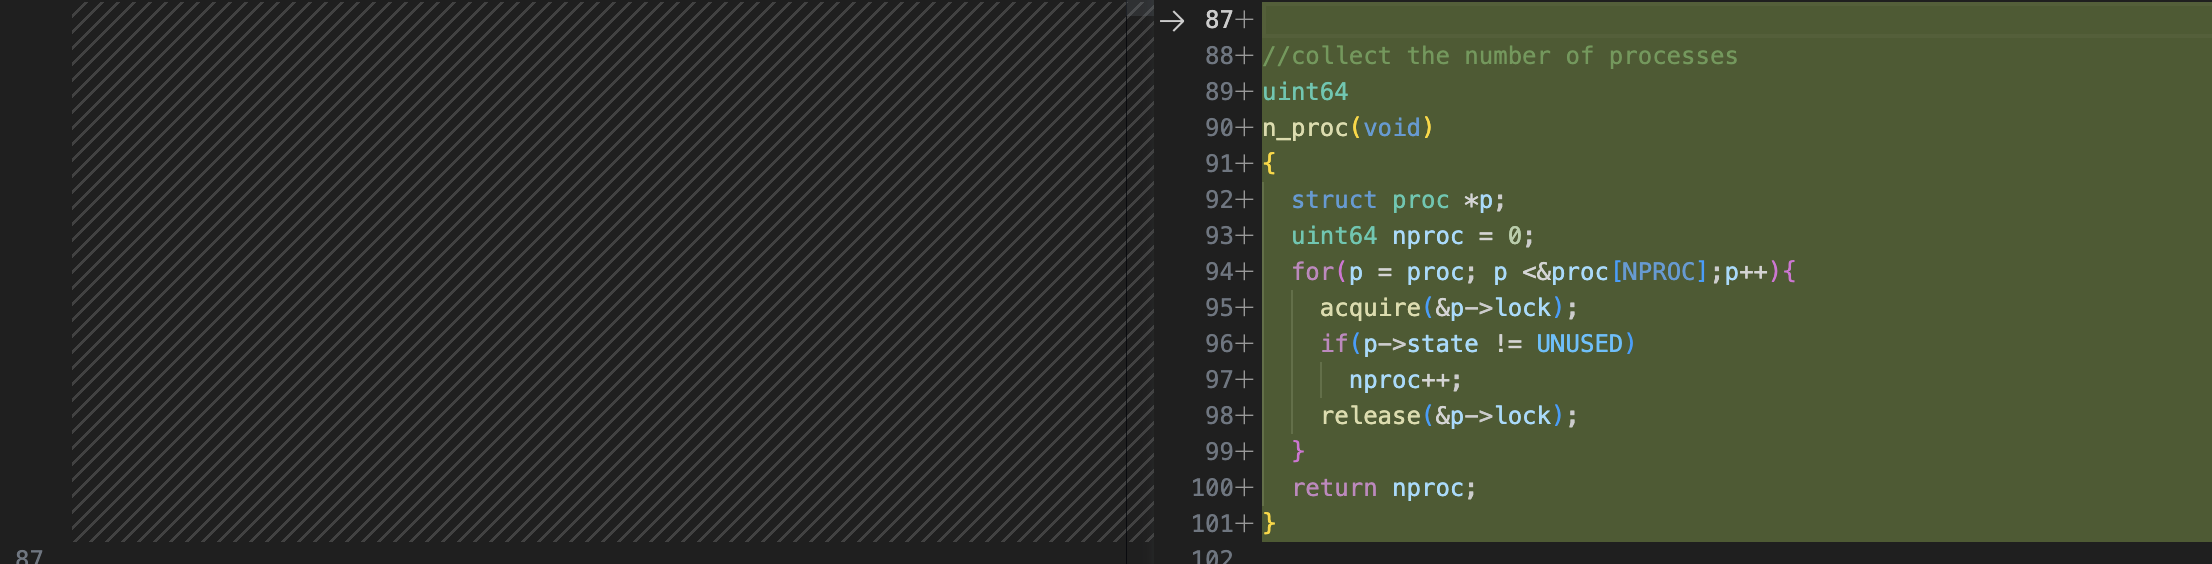 87+
88+ //collect the number of processes
89+ uint64
90+ n_proc(void)
91+ {
92+   struct proc *p;
93+   uint64 nproc = 0;
94+   for(p = proc; p <&proc[NPROC];p++){
95+     acquire(&p->lock);
96+     if(p->state != UNUSED)
97+       nproc++;
98+     release(&p->lock);
99+   }
100+   return nproc;
101+ }
87
102